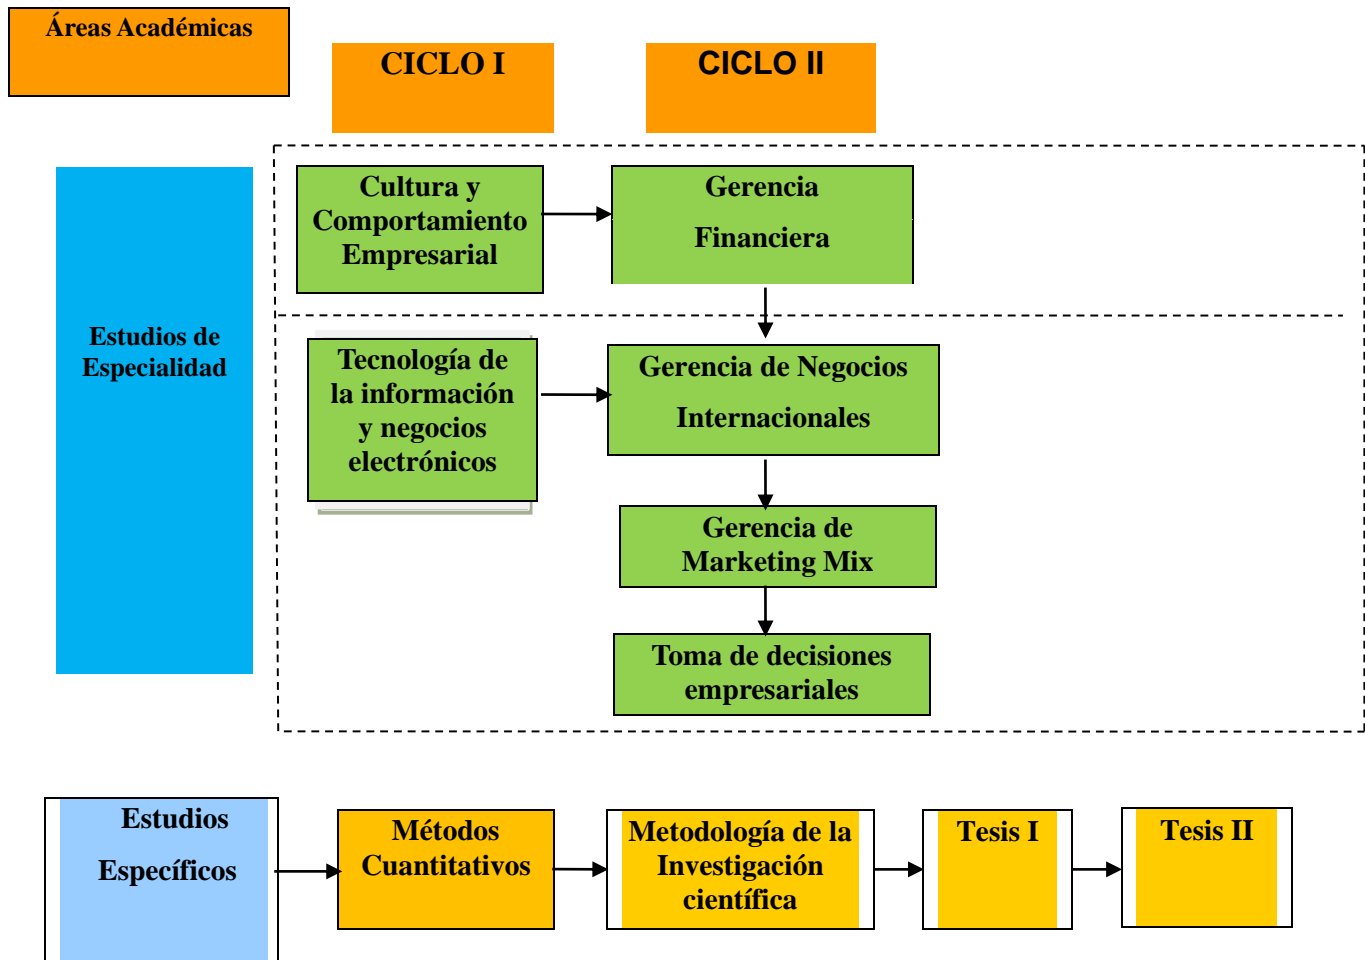 Áreas Académicas
CICLO I
CICLO II
Cultura y
Comportamiento
Empresarial
Gerencia
Financiera
Estudios de
Especialidad
Tecnología de
la información
y negocios
electrónicos
Gerencia de Negocios
Internacionales
Gerencia de
Marketing Mix
Toma de decisiones
empresariales
Estudios
Específicos
Métodos
Cuantitativos
Metodología de la
Investigación
científica
Tesis I
Tesis II